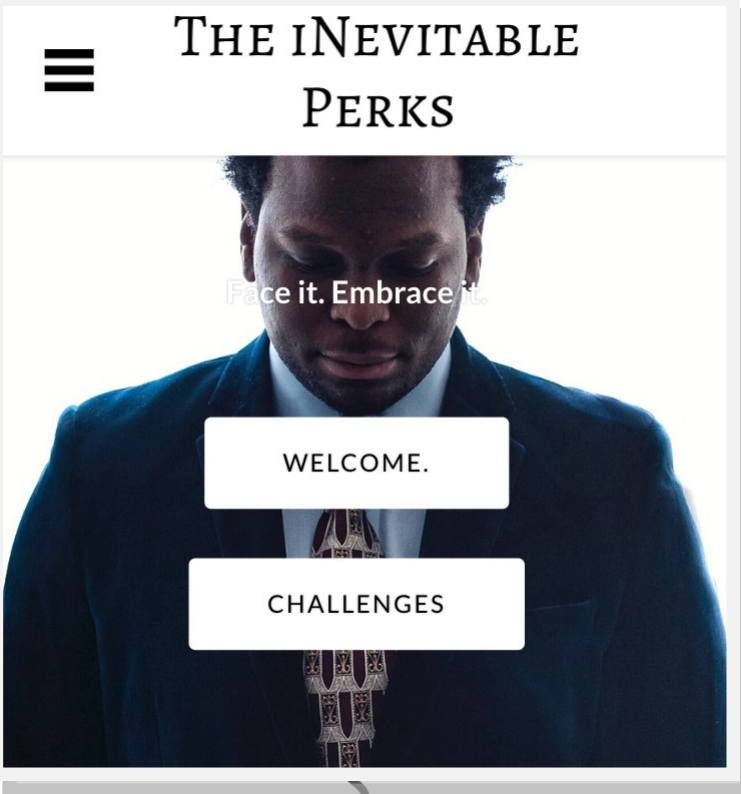 The iNevitable
Perks
Face it. Embrace it.
WELCOME.
CHALLENGES